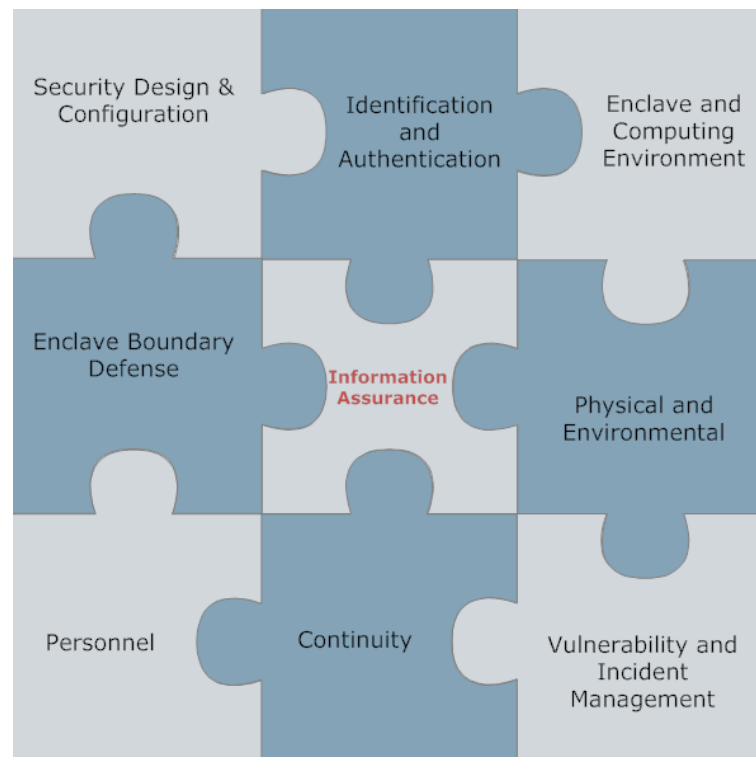 Security Design &
Configuration
Identification
and
Authentication
Enclave and
Computing
Environment
Enclave Boundary
Defense
Information
Assurance
Physical and
Environmental
Personnel
Continuity
Vulnerability and
Incident
Management